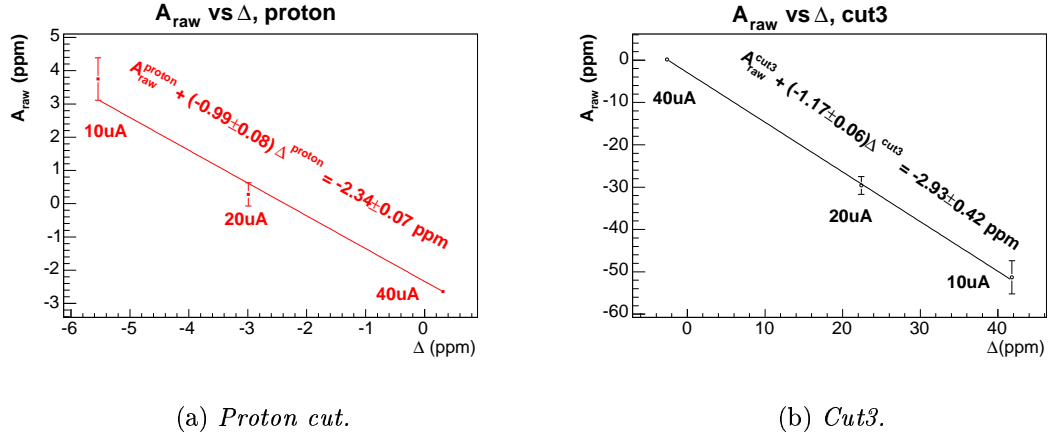 A_raw vs Δ, proton
A_raw (ppm)
5
4
3
2
1
0
-1
-2
-3
A_raw^proton + (-0.99±0.08) Δ^proton = -2.34±0.07 ppm
10uA
20uA
40uA
-6 -5 -4 -3 -2 -1 0
Δ (ppm)
(a) Proton cut.
A_raw vs Δ, cut3
A_raw (ppm)
0
-10
-20
-30
-40
-50
-60
A_raw^cut3 + (-1.17±0.06)Δ^cut3 = -2.93±0.42 ppm
40uA
20uA
10uA
0 10 20 30 40
Δ(ppm)
(b) Cut3.